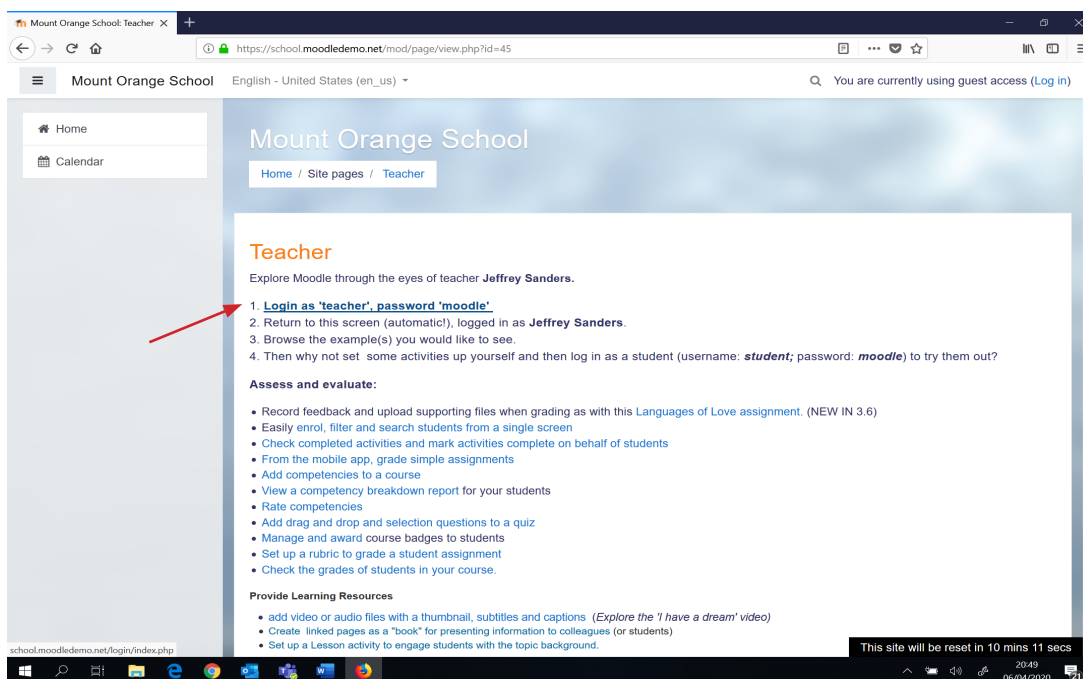 Mount Orange School: Teacher
https://school.moodledemo.net/mod/page/view.php?id=45
Mount Orange School English - United States (en_us) You are currently using guest access (Log in)
Home
Calendar
Mount Orange School
Home / Site pages / Teacher
Teacher
Explore Moodle through the eyes of teacher Jeffrey Sanders.
1. Login as 'teacher', password 'moodle'
2. Return to this screen (automatic!), logged in as Jeffrey Sanders.
3. Browse the example(s) you would like to see.
4. Then why not set some activities up yourself and then log in as a student (username: student; password: moodle) to try them out?
Assess and evaluate:
• Record feedback and upload supporting files when grading as with this Languages of Love assignment. (NEW IN 3.6)
• Easily enrol, filter and search students from a single screen
• Check completed activities and mark activities complete on behalf of students
• From the mobile app, grade simple assignments
• Add competencies to a course
• View a competency breakdown report for your students
• Rate competencies
• Add drag and drop and selection questions to a quiz
• Manage and award course badges to students
• Set up a rubric to grade a student assignment
• Check the grades of students in your course.
Provide Learning Resources
• add video or audio files with a thumbnail, subtitles and captions (Explore the 'I have a dream' video)
• Create linked pages as a "book" for presenting information to colleagues (or students)
• Set up a Lesson activity to engage students with the topic background.
school.moodledemo.net/login/index.php
This site will be reset in 10 mins 11 secs
20:49
06/04/2020
21